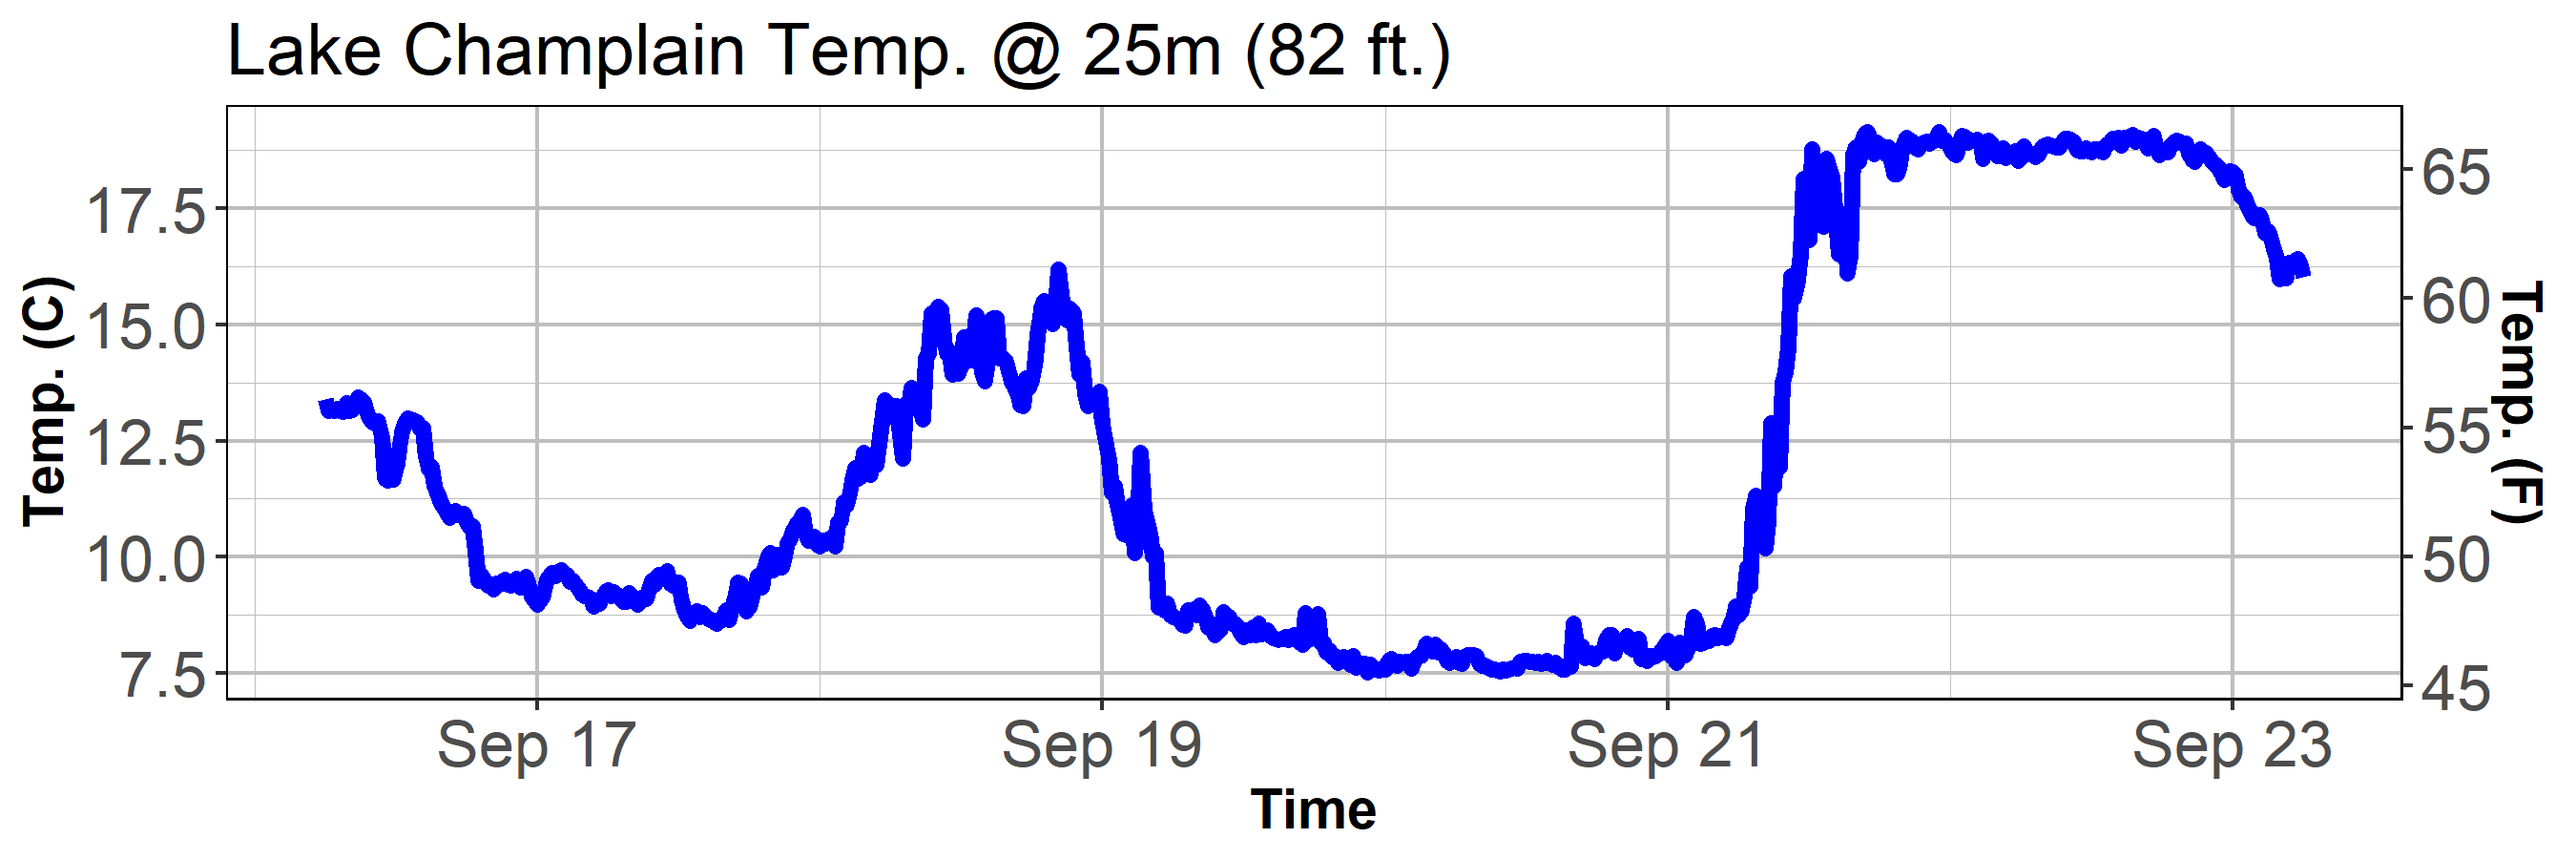 Lake Champlain Temp. @ 25m (82 ft.)
Temp. (C)
17.5
15.0
12.5
10.0
7.5
65
60
55
50
45
Temp. (F)
Sep 17 Sep 19 Sep 21 Sep 23
Time